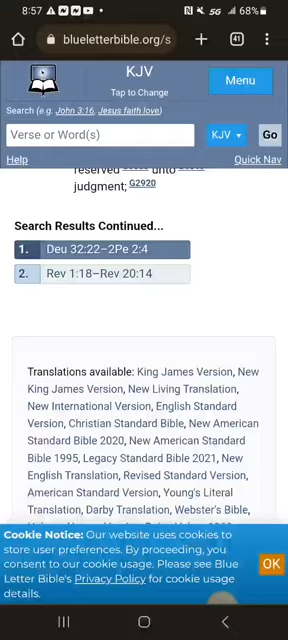 8:57
5G 68%
blueletterbible.org/s
41
KJV
Tap to Change
Menu
Search (e.g. John 3:16, Jesus faith love)
Verse or Word(s)
KJV
Go
Help
Quick Nav
reserved unto
judgment; G2920
Search Results Continued...
1. Deu 32:22–2Pe 2:4
2. Rev 1:18–Rev 20:14
Translations available: King James Version, New
King James Version, New Living Translation,
New International Version, English Standard
Version, Christian Standard Bible, New American
Standard Bible 2020, New American Standard
Bible 1995, Legacy Standard Bible 2021, New
English Translation, Revised Standard Version,
American Standard Version, Young's Literal
Translation, Darby Translation, Webster's Bible,
Cookie Notice: Our website uses cookies to
store user preferences. By proceeding, you
consent to our cookie usage. Please see Blue
Letter Bible's Privacy Policy for cookie usage
details.
OK